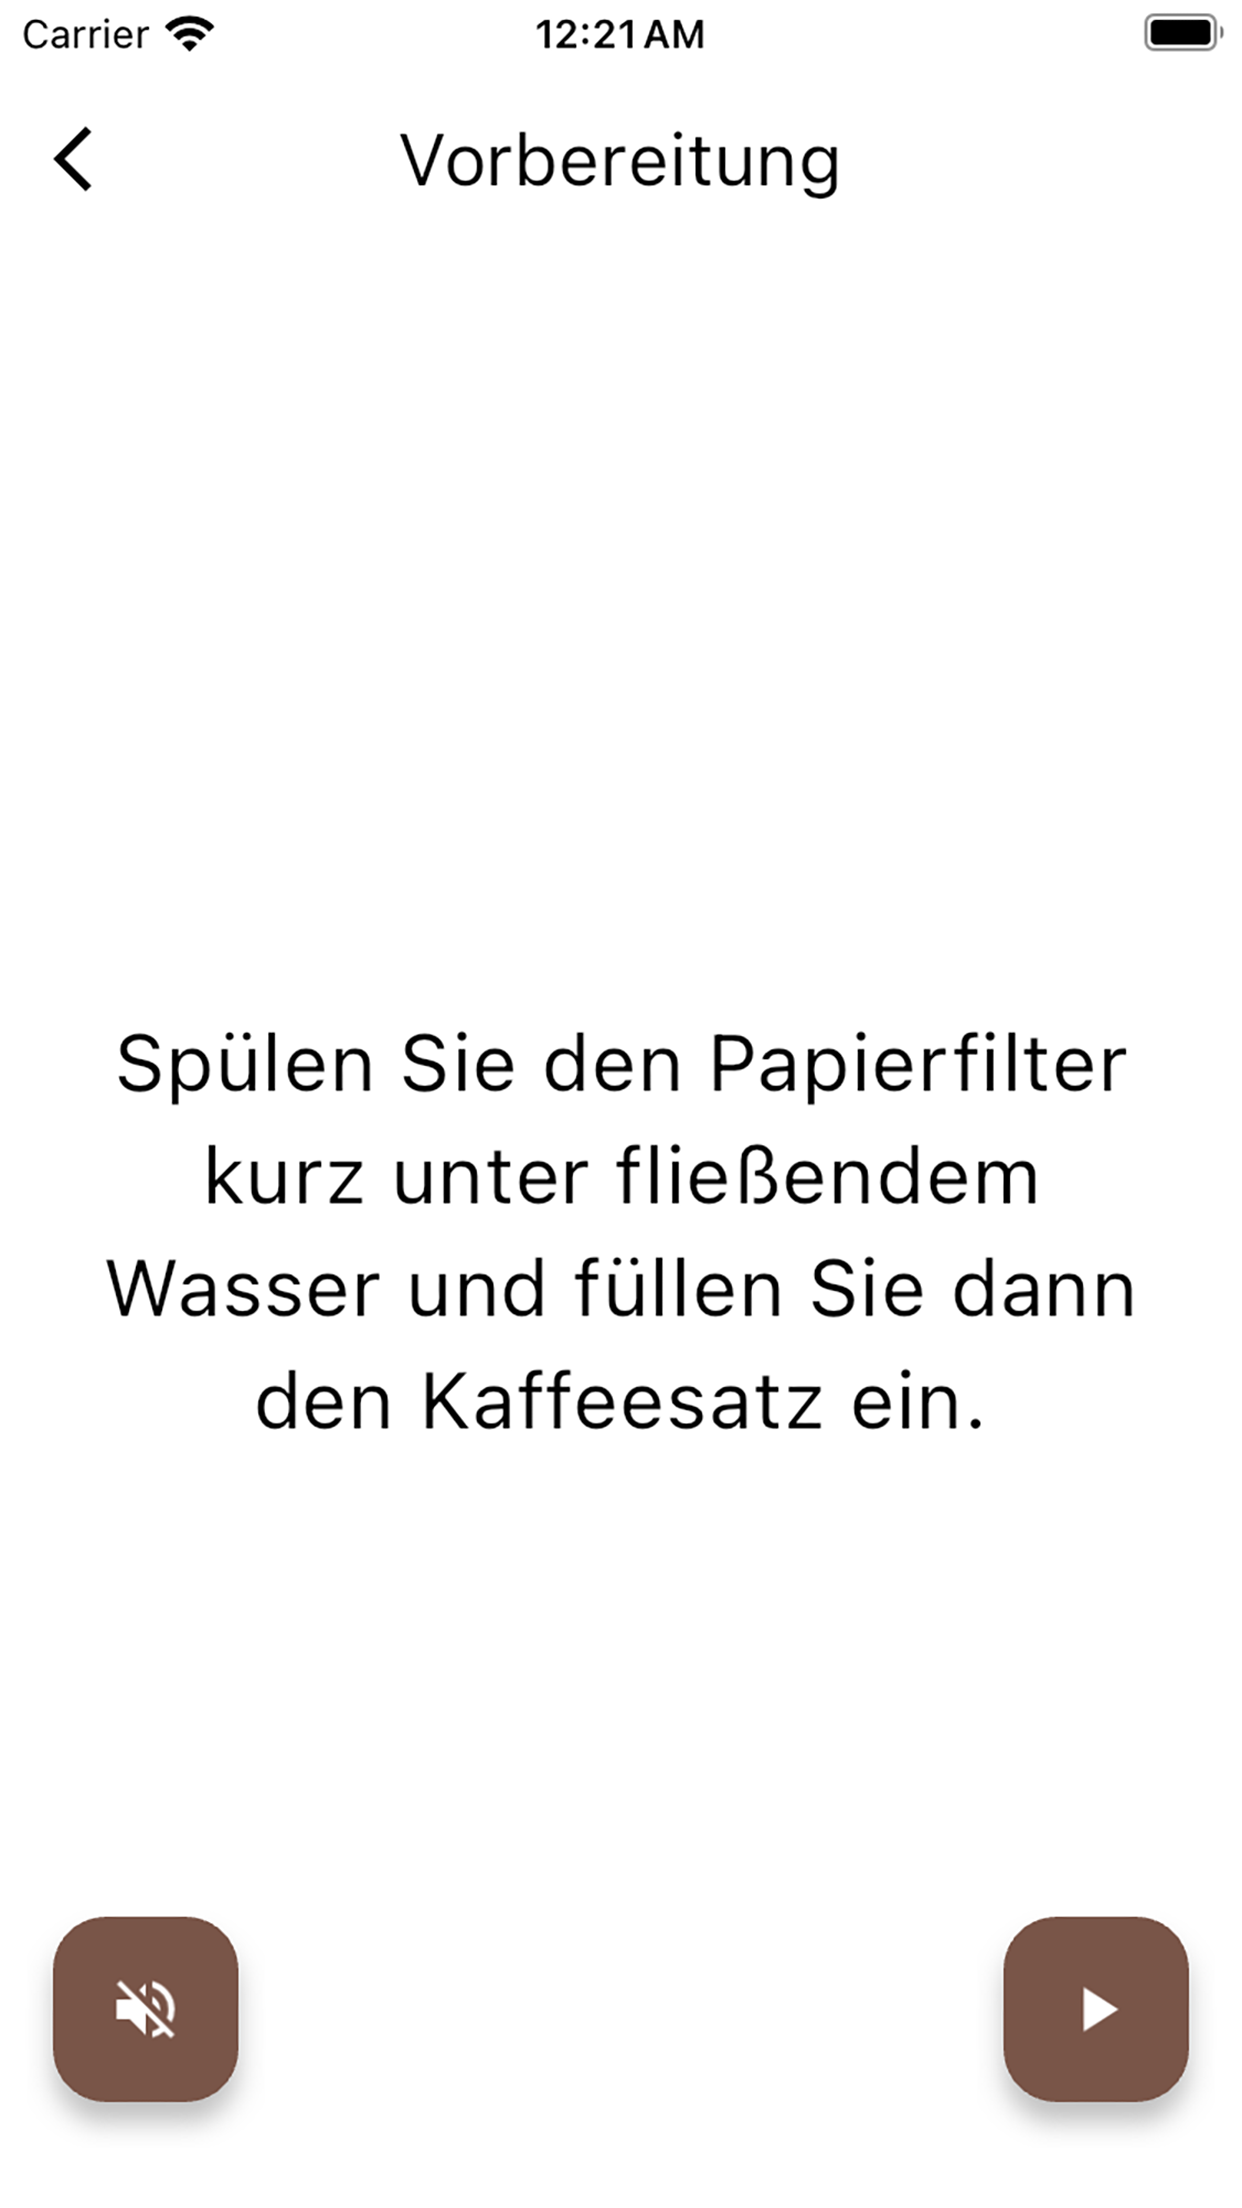 Carrier 12:21 AM
Vorbereitung
Spülen Sie den Papierfilter
kurz unter fließendem
Wasser und füllen Sie dann
den Kaffeesatz ein.